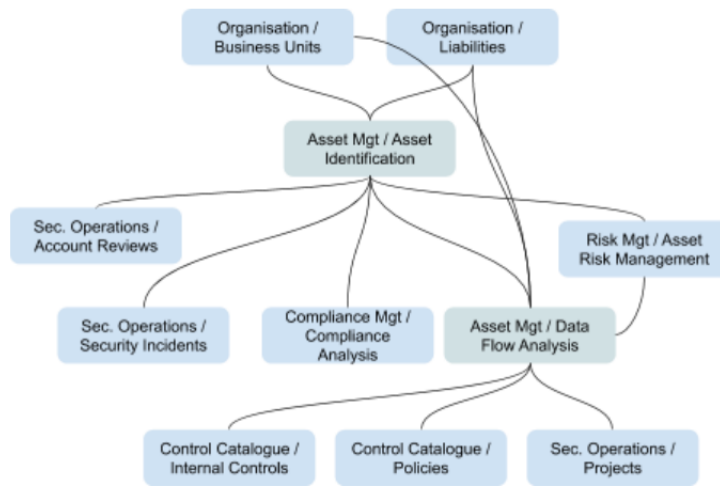 Organisation /
Business Units
Organisation /
Liabilities
Asset Mgt / Asset
Identification
Sec. Operations /
Account Reviews
Risk Mgt / Asset
Risk Management
Sec. Operations /
Security Incidents
Compliance Mgt /
Compliance
Analysis
Asset Mgt / Data
Flow Analysis
Control Catalogue /
Internal Controls
Control Catalogue /
Policies
Sec. Operations /
Projects